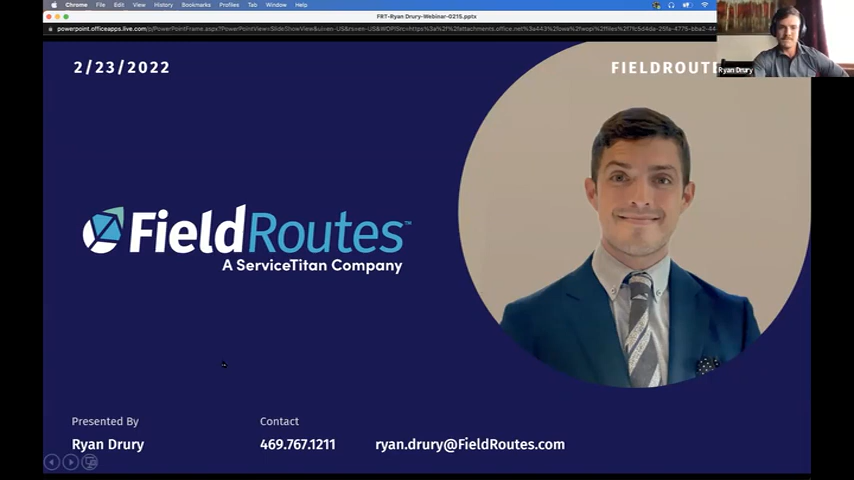 Chrome File Edit View History Bookmarks Profiles Tab Window Help
FRT-Ryan Drury-Webinar-0215.pptx
2/23/2022
FIELDROUTE
Ryan Drury
FieldRoutes™
A ServiceTitan Company
Presented By
Contact
Ryan Drury
469.767.1211
ryan.drury@FieldRoutes.com